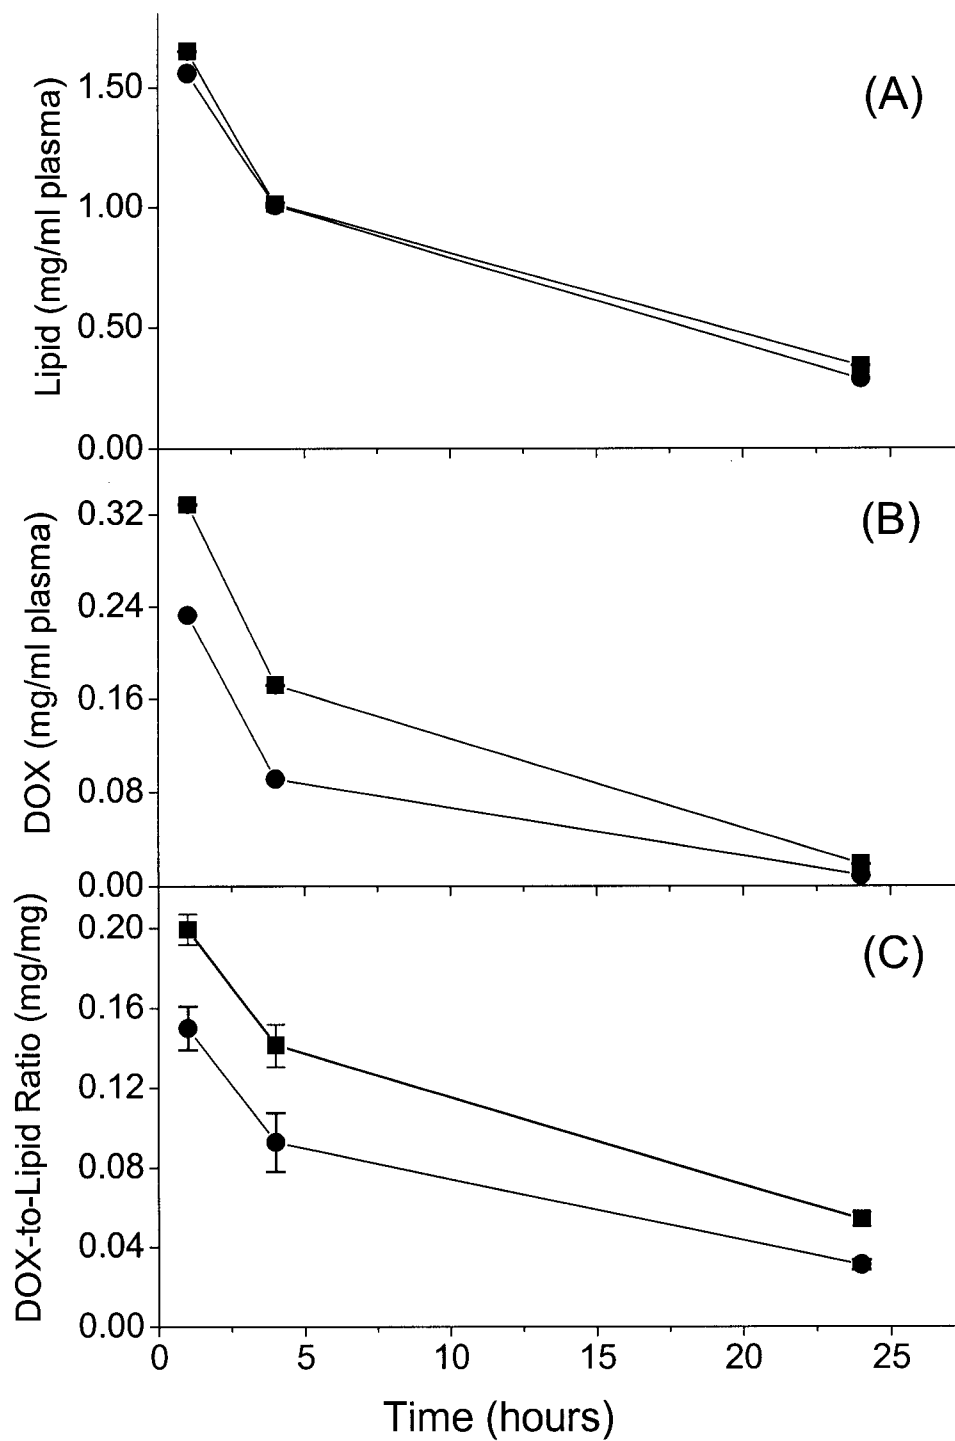 (A)
Lipid (mg/ml plasma)
1.50
1.00
0.50
0.00
(B)
DOX (mg/ml plasma)
0.32
0.24
0.16
0.08
0.00
(C)
DOX-to-Lipid Ratio (mg/mg)
0.20
0.16
0.12
0.08
0.04
0.00
0 5 10 15 20 25
Time (hours)